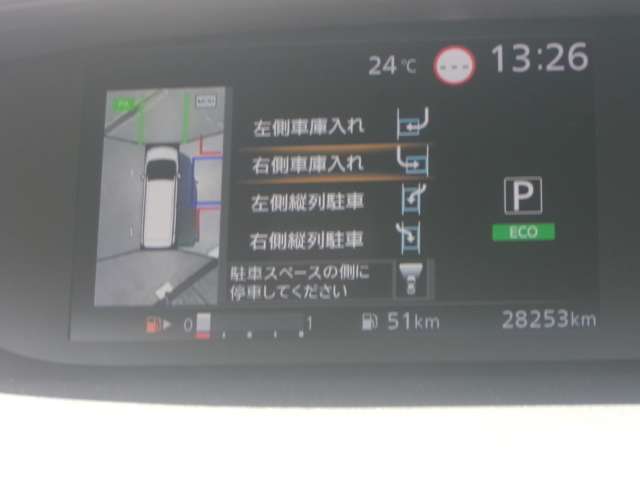 24℃ --- 13:26
PA MOD
左側車庫入れ
右側車庫入れ
左側縦列駐車
右側縦列駐車
駐車スペースの側に
停車してください
P
ECO
0 1 51km 28253km